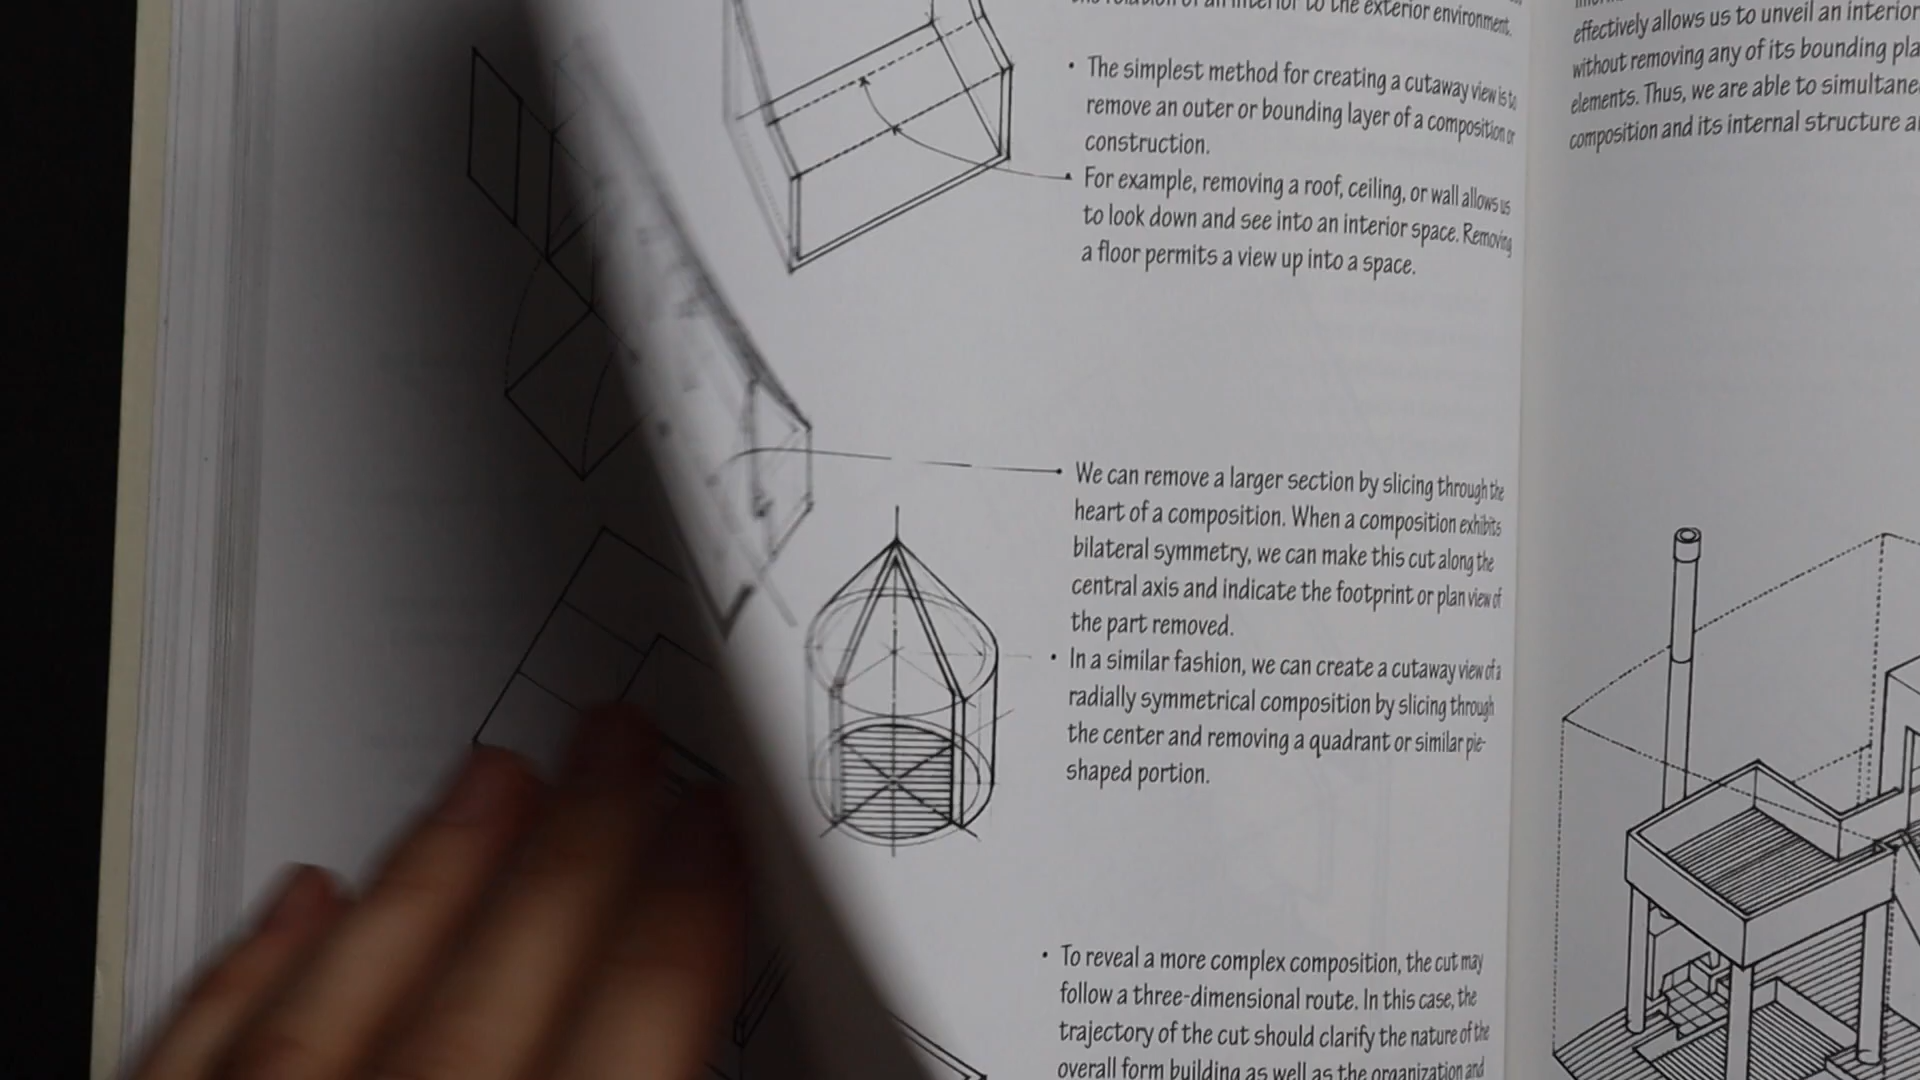 relation of an interior to the exterior environment.
• The simplest method for creating a cutaway view is to
remove an outer or bounding layer of a composition or
construction.
For example, removing a roof, ceiling, or wall allows us
to look down and see into an interior space. Removing
a floor permits a view up into a space.
• We can remove a larger section by slicing through the
heart of a composition. When a composition exhibits
bilateral symmetry, we can make this cut along the
central axis and indicate the footprint or plan view of
the part removed.
• In a similar fashion, we can create a cutaway view of a
radially symmetrical composition by slicing through
the center and removing a quadrant or similar pie-
shaped portion.
• To reveal a more complex composition, the cut may
follow a three-dimensional route. In this case, the
trajectory of the cut should clarify the nature of the
overall form building as well as the organization and
effectively allows us to unveil an interior
without removing any of its bounding
elements. Thus, we are able to
composition and its internal structure